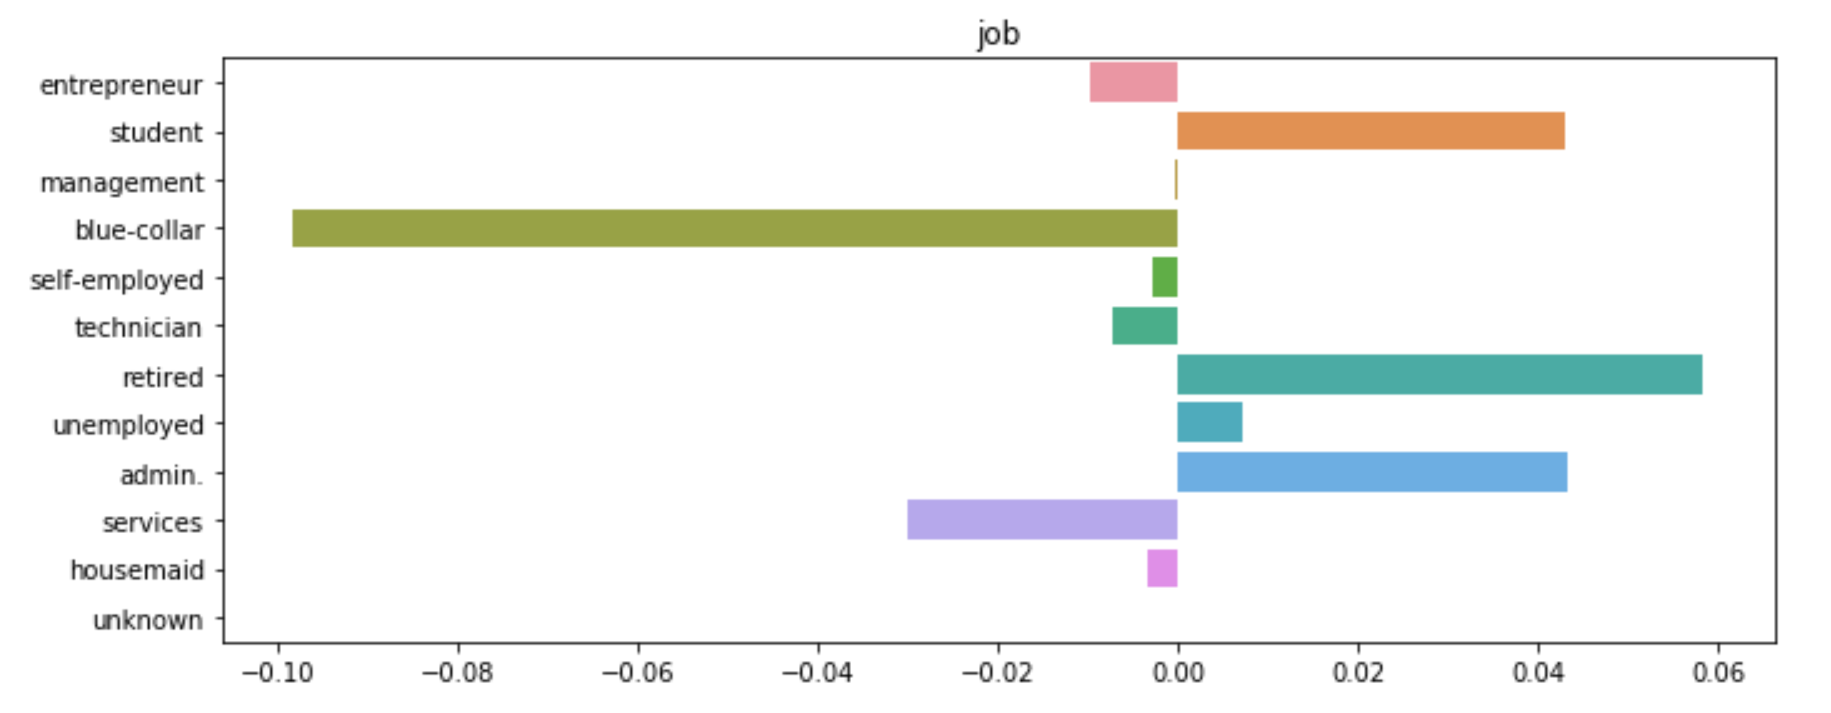 job
entrepreneur
student
management
blue-collar
self-employed
technician
retired
unemployed
admin.
services
housemaid
unknown
−0.10 −0.08 −0.06 −0.04 −0.02 0.00 0.02 0.04 0.06